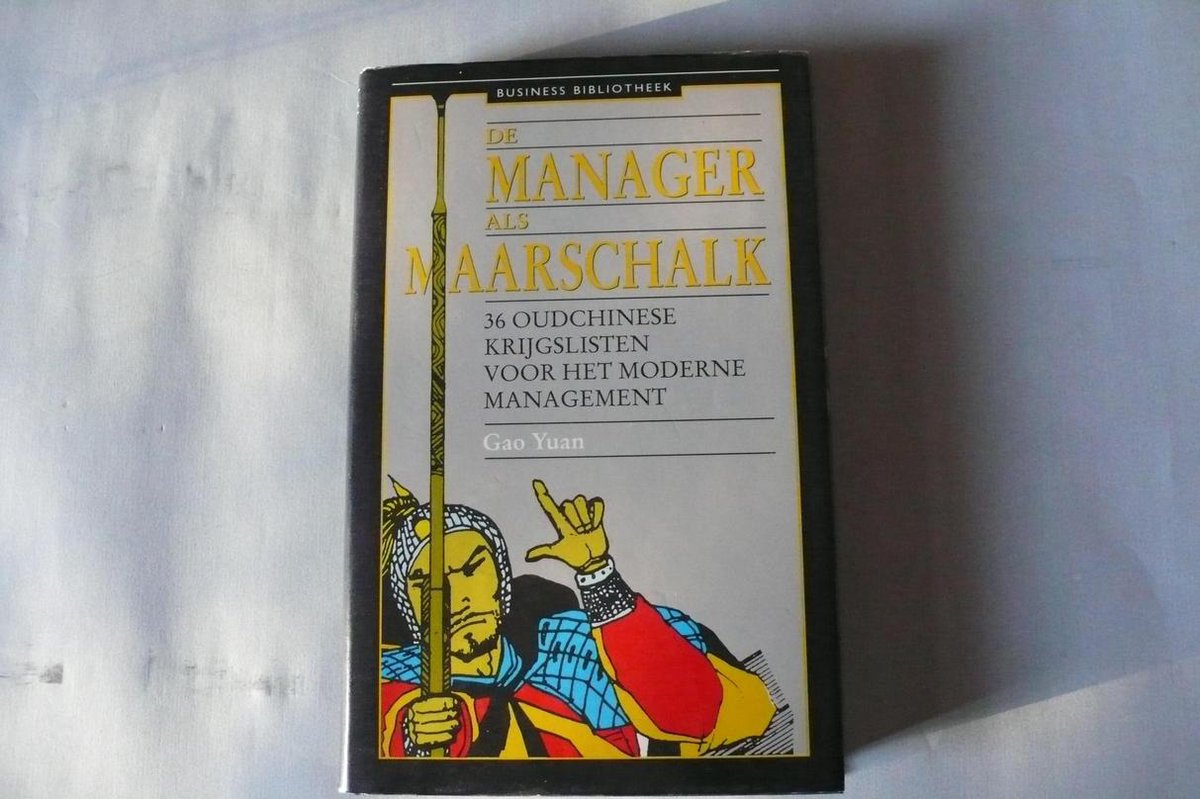 BUSINESS BIBLIOTHEEK
DE
MANAGER
ALS
MAARSCHALK
36 OUDCHINESE
KRIJGSLISTEN
VOOR HET MODERNE
MANAGEMENT
Gao Yuan